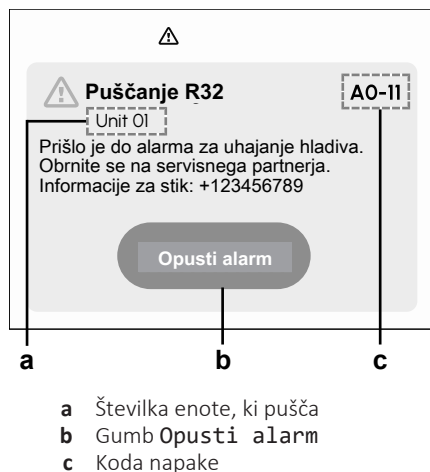 Puščanje R32
A0-11
Unit 01
Prišlo je do alarma za uhajanje hladiva.
Obrnite se na servisnega partnerja.
Informacije za stik: +123456789
Opusti alarm
a b c
a Številka enote, ki pušča
b Gumb Opusti alarm
c Koda napake